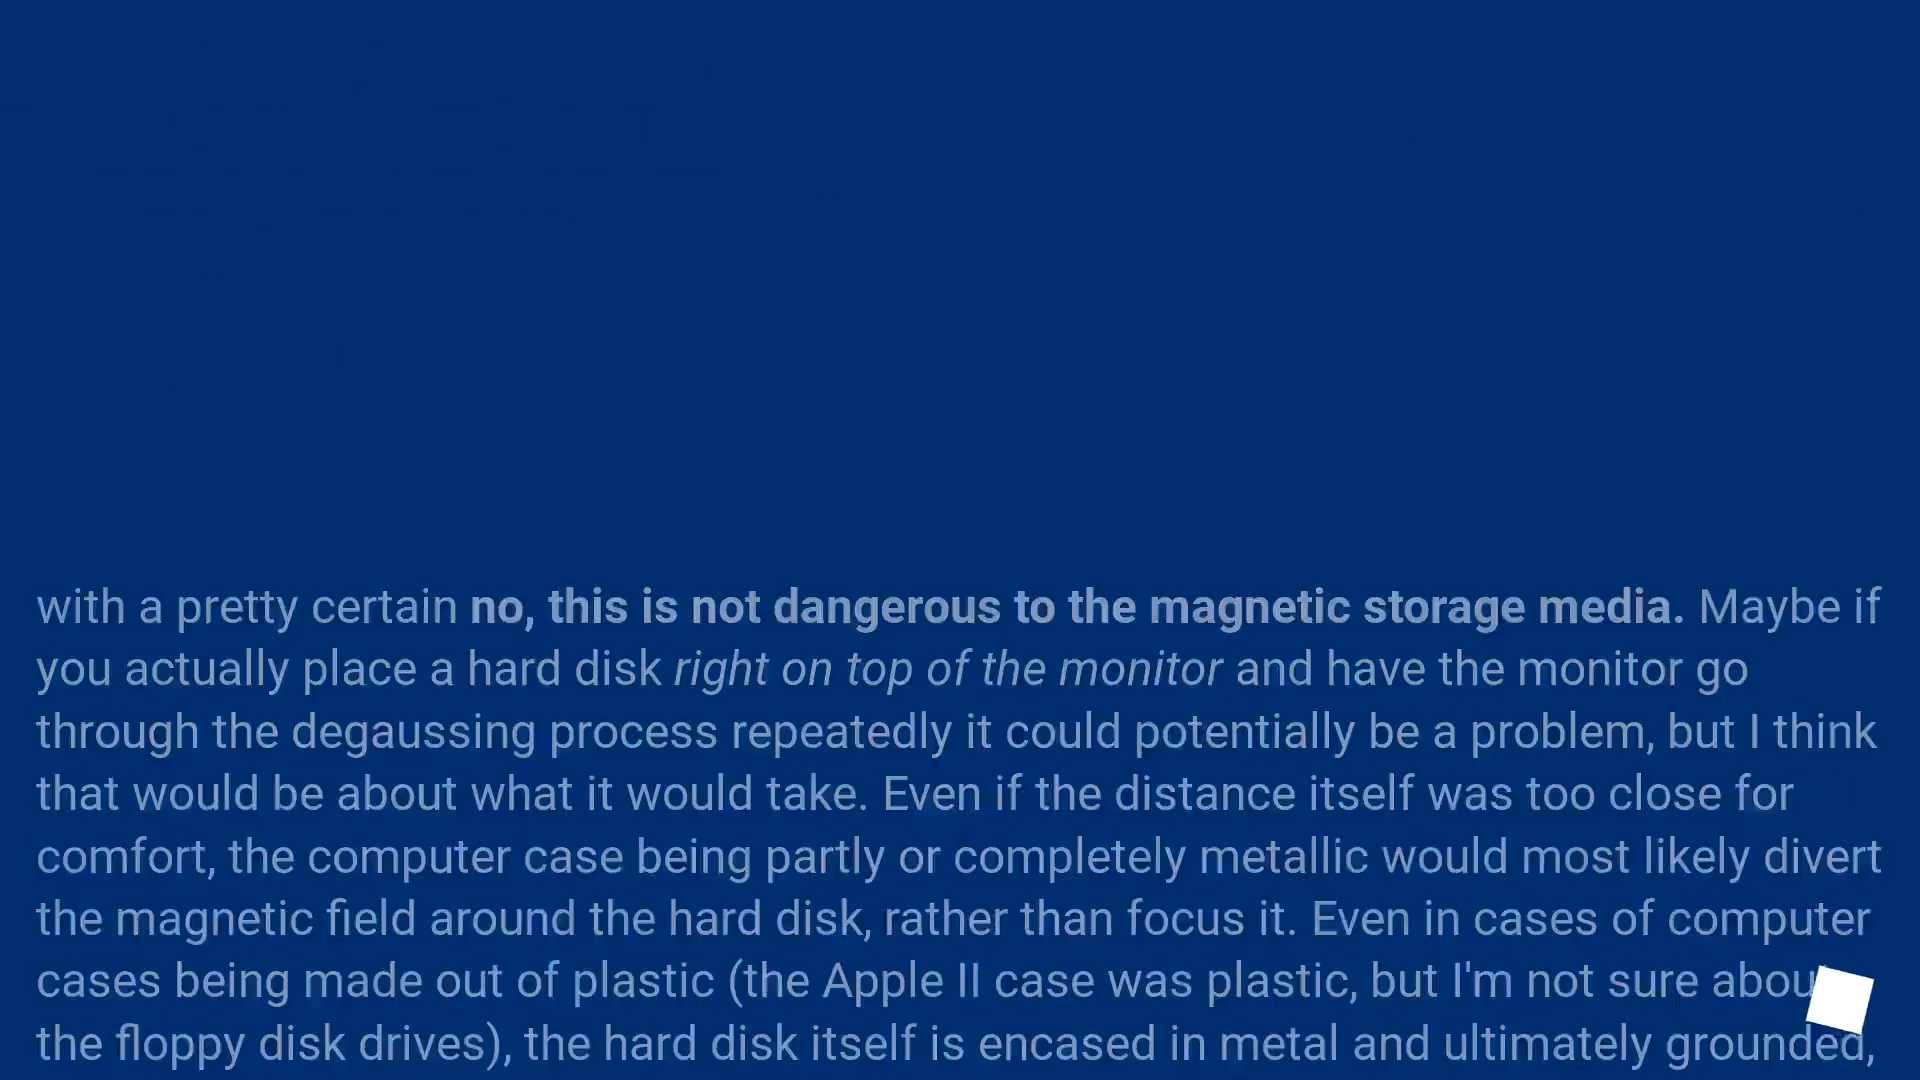 with a pretty certain no, this is not dangerous to the magnetic storage media. Maybe if
you actually place a hard disk right on top of the monitor and have the monitor go
through the degaussing process repeatedly it could potentially be a problem, but I think
that would be about what it would take. Even if the distance itself was too close for
comfort, the computer case being partly or completely metallic would most likely divert
the magnetic field around the hard disk, rather than focus it. Even in cases of computer
cases being made out of plastic (the Apple II case was plastic, but I'm not sure abou
the floppy disk drives), the hard disk itself is encased in metal and ultimately grounded,